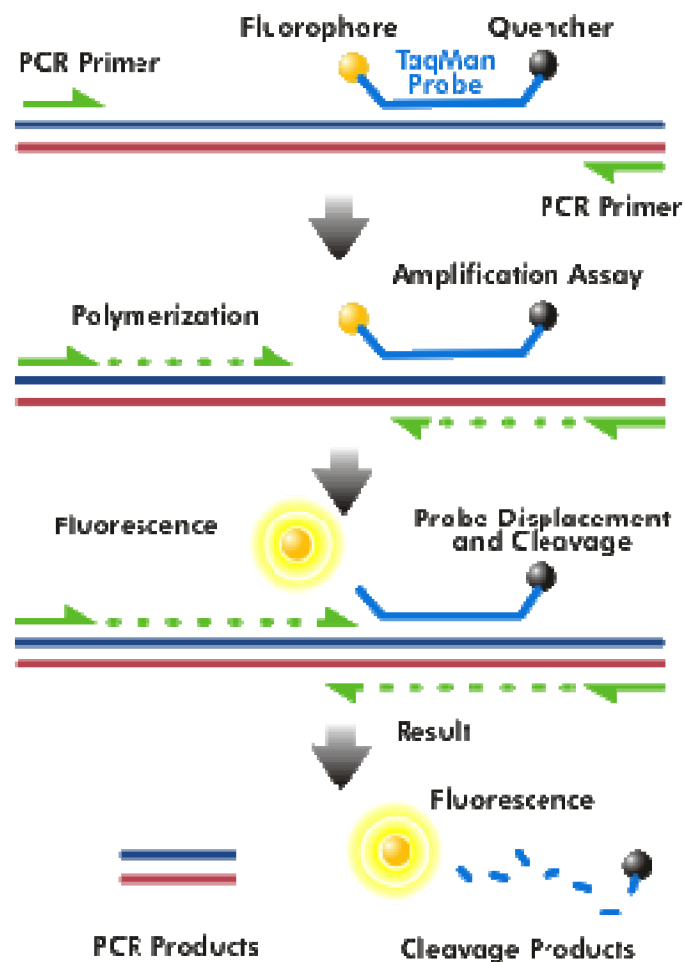 Fluorophore
Quencher
PCR Primer
TaqMan
Probe
PCR Primer
Amplification Assay
Polymerization
Fluorescence
Probe Displacement
and Cleavage
Result
Fluorescence
PCR Products
Cleavage Products